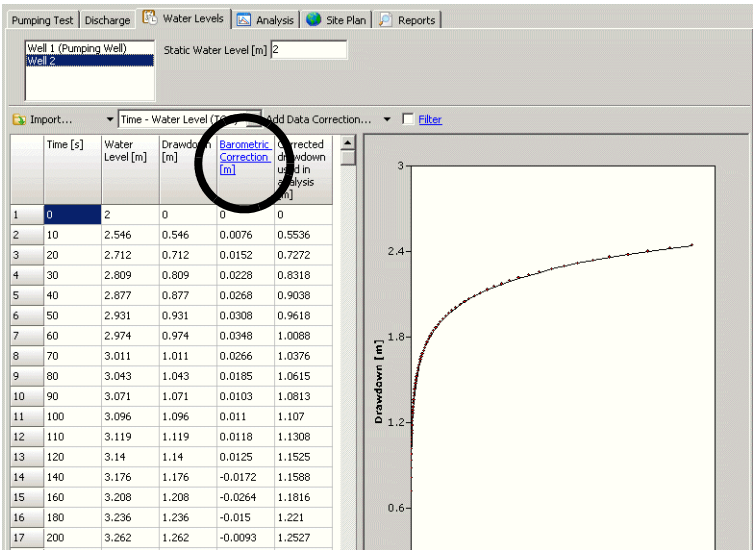 Pumping Test Discharge Water Levels Analysis Site Plan Reports
Well 1 (Pumping Well)
Well 2
Static Water Level [m] 2
Import... Time - Water Level (TO Add Data Correction... Filter
Time [s] Water Level [m] Drawdown [m] Barometric Correction [m] Corrected drawdown used in analysis [m]
1 0 2 0 0 0
2 10 2.546 0.546 0.0076 0.5536
3 20 2.712 0.712 0.0152 0.7272
4 30 2.809 0.809 0.0228 0.8318
5 40 2.877 0.877 0.0268 0.9038
6 50 2.931 0.931 0.0308 0.9618
7 60 2.974 0.974 0.0348 1.0088
8 70 3.011 1.011 0.0266 1.0376
9 80 3.043 1.043 0.0185 1.0615
10 90 3.071 1.071 0.0103 1.0813
11 100 3.096 1.096 0.011 1.107
12 110 3.119 1.119 0.0118 1.1308
13 120 3.14 1.14 0.0125 1.1525
14 140 3.176 1.176 -0.0172 1.1588
15 160 3.208 1.208 -0.0264 1.1816
16 180 3.236 1.236 -0.015 1.221
17 200 3.262 1.262 -0.0093 1.2527
3
2.4
1.8
1.2
0.6
Drawdown [m]